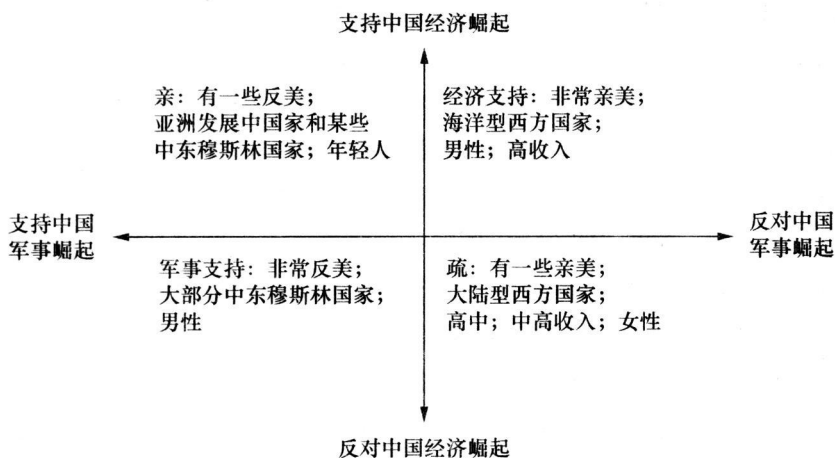 支持中国经济崛起
亲：有一些反美；
亚洲发展中国家和某些
中东穆斯林国家；年轻人
经济支持：非常亲美；
海洋型西方国家；
男性；高收入
支持中国
军事崛起
反对中国
军事崛起
军事支持：非常反美；
大部分中东穆斯林国家；
男性
疏：有一些亲美；
大陆型西方国家；
高中；中高收入；女性
反对中国经济崛起